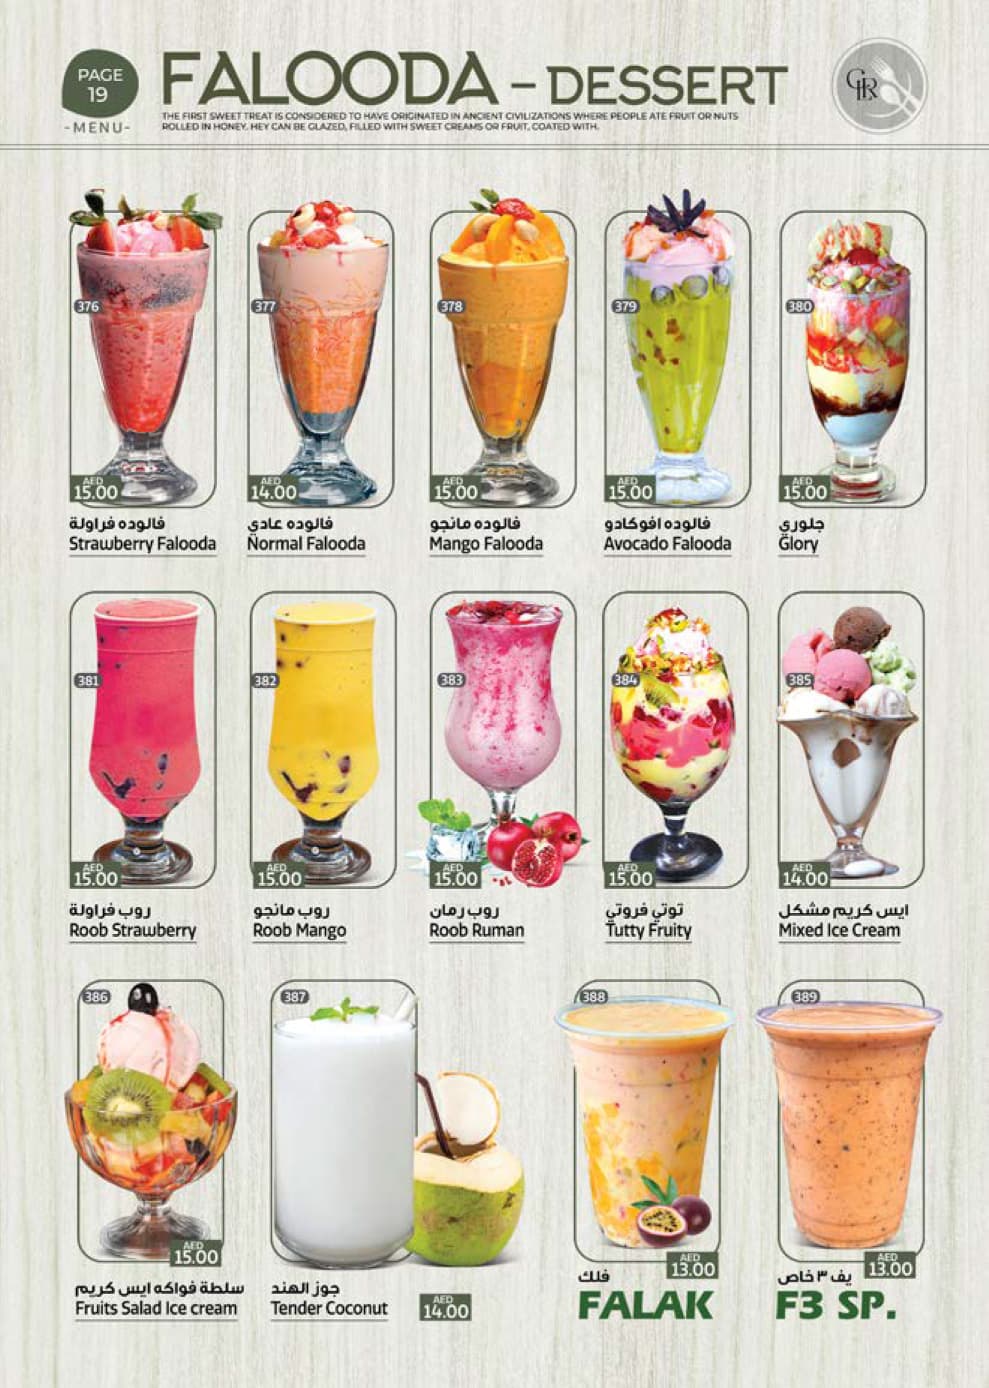 PAGE
19
-MENU-
FALOODA – DESSERT
THE FIRST SWEET TREAT IS CONSIDERED TO HAVE ORIGINATED IN ANCIENT CIVILIZATIONS WHERE PEOPLE ATE FRUIT OR NUTS
ROLLED IN HONEY. HEY CAN BE GLAZED, FILLED WITH SWEET CREAMS OR FRUIT, COATED WITH.
376
AED
15.00
فالوده فراولة
Strawberry Falooda
377
AED
14.00
فالوده عادي
Normal Falooda
378
AED
15.00
فالوده مانجو
Mango Falooda
379
AED
15.00
فالوده افوكادو
Avocado Falooda
380
AED
15.00
جلوري
Glory
381
AED
15.00
روب فراولة
Roob Strawberry
382
AED
15.00
روب مانجو
Roob Mango
383
AED
15.00
روب رمان
Roob Ruman
384
AED
15.00
توتي فروتي
Tutty Fruity
385
AED
14.00
ايس كريم مشكل
Mixed Ice Cream
386
AED
15.00
سلطة فواكه ايس كريم
Fruits Salad Ice cream
387
جوز الهند
Tender Coconut
AED
14.00
388
AED
13.00
فلك
FALAK
389
AED
13.00
يف ٣ خاص
F3 SP.